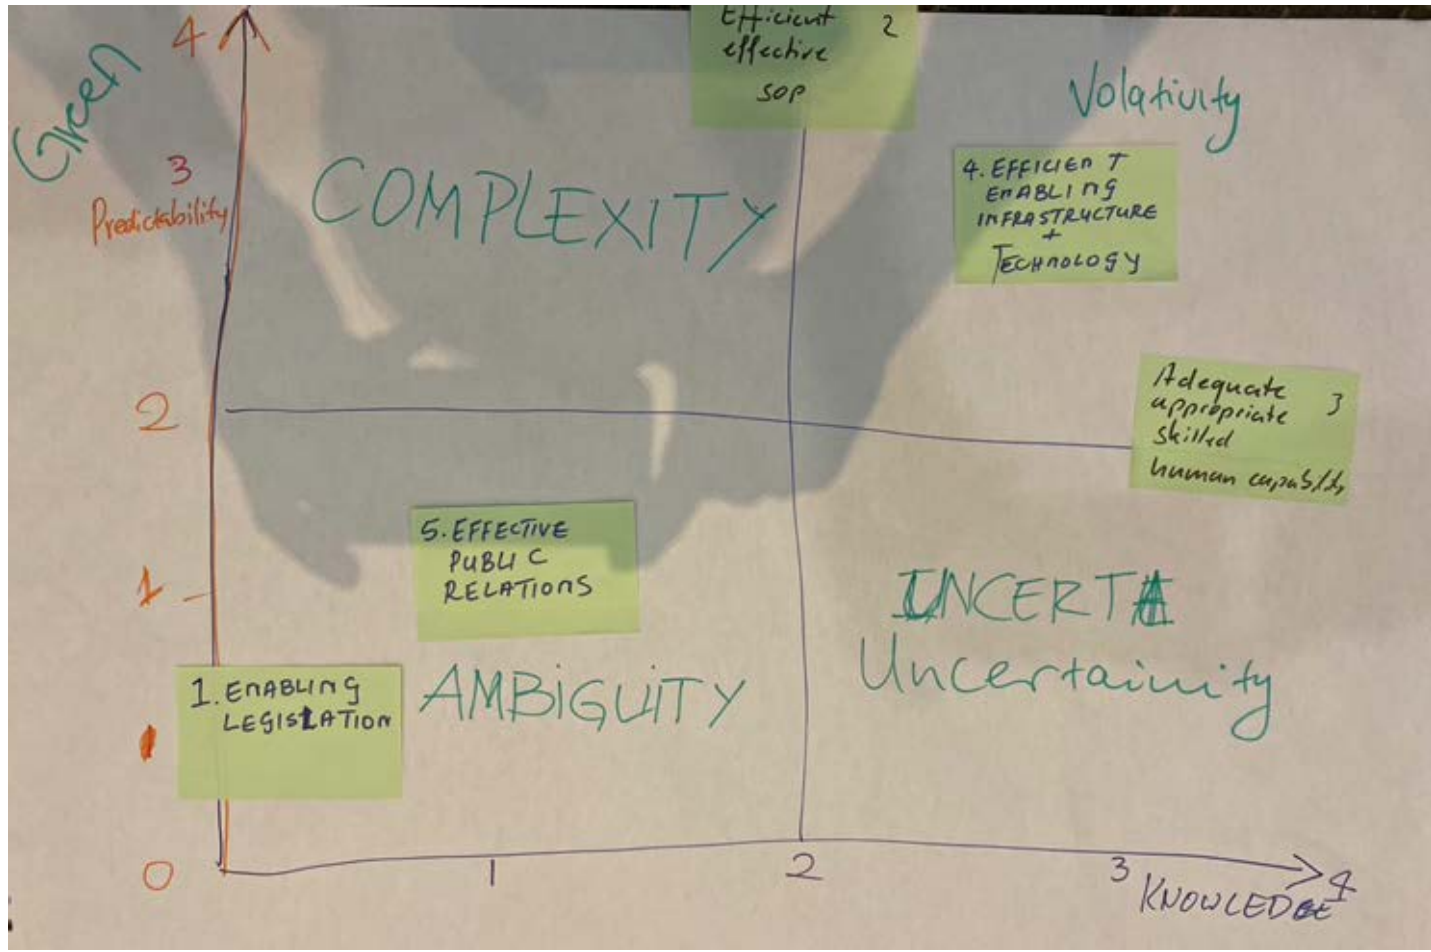 Green
4
3
Predictability
2
1
0
COMPLEXITY
Efficient 2
effective
SOP
Volativity
4. EFFICIENT
ENABLING
INFRASTRUCTURE
+
TECHNOLOGY
Adequate 3
appropriate
skilled
human capability
5. EFFECTIVE
PUBLIC
RELATIONS
1. ENABLING
LEGISLATION
AMBIGUITY
UNCERTA
Uncertainity
1 2 3 4
KNOWLEDGE